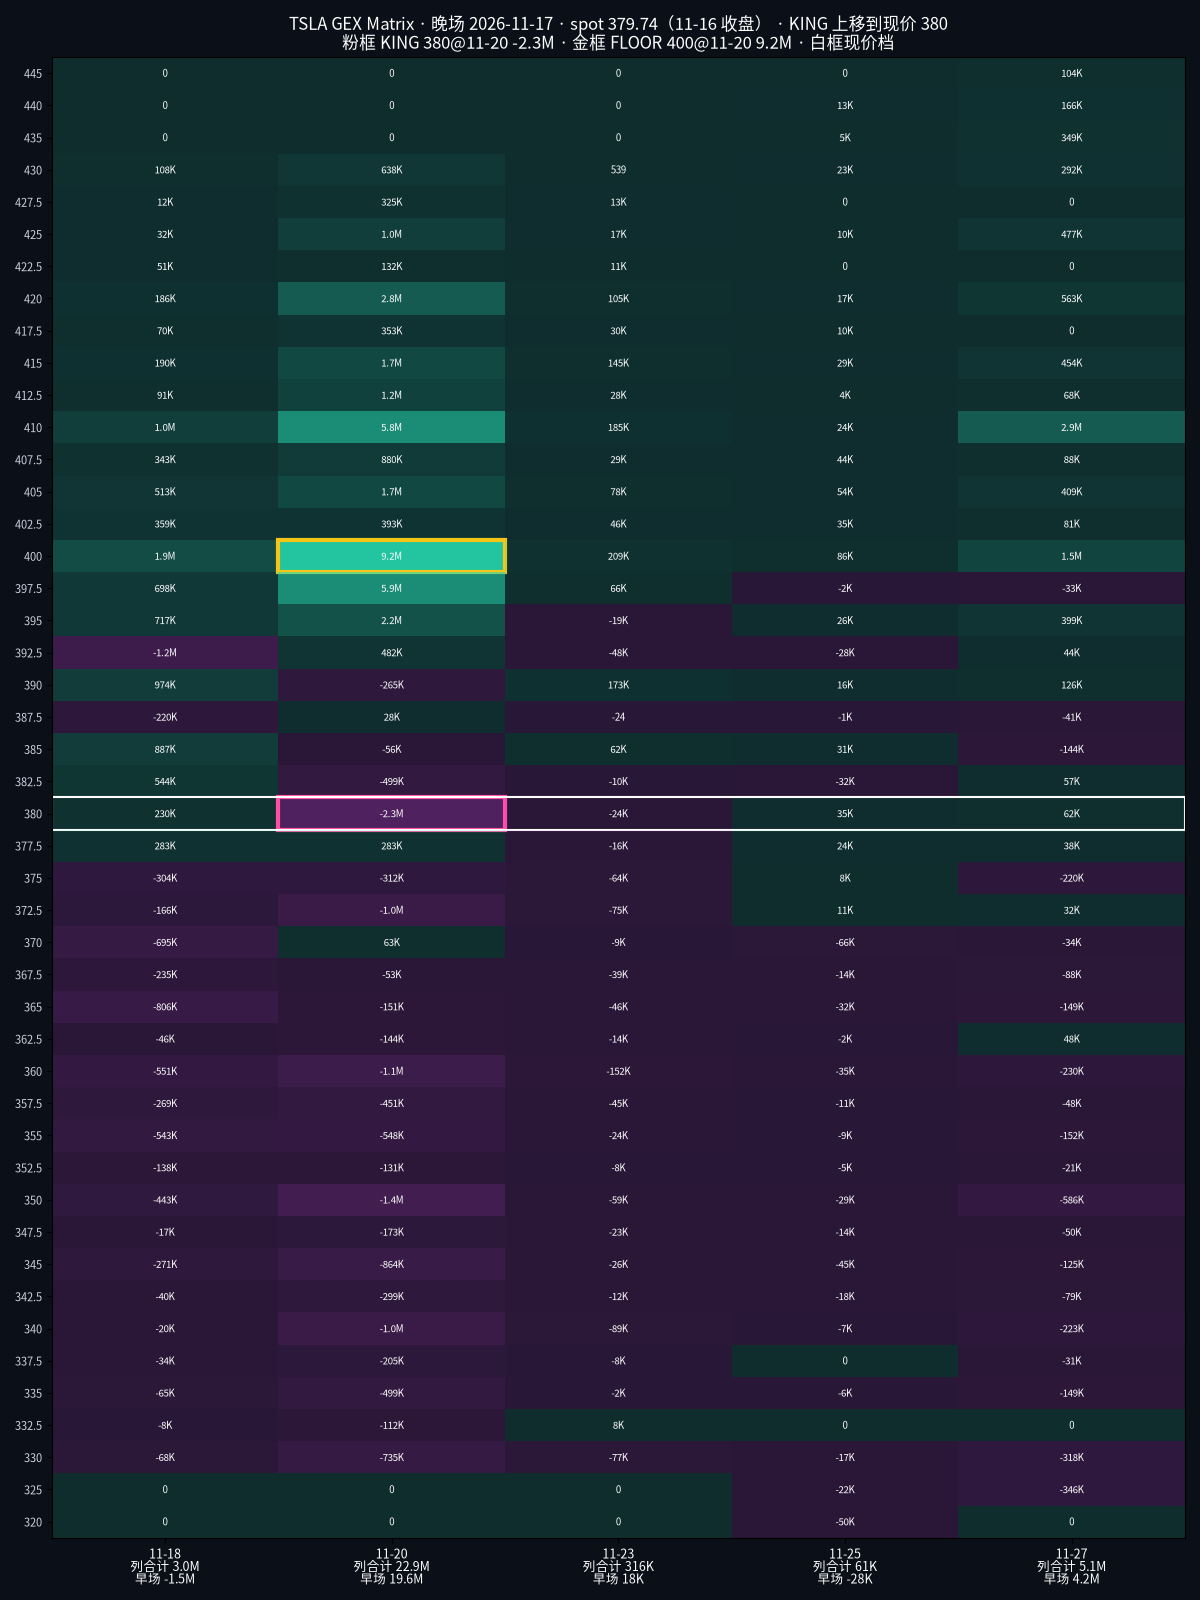 TSLA GEX Matrix · 晚场 2026-11-17 · spot 379.74（11-16 收盘） · KING 上移到现价 380
粉框 KING 380@11-20 -2.3M · 金框 FLOOR 400@11-20 9.2M · 白框现价档
445 0 0 0 0 104K
440 0 0 0 13K 166K
435 0 0 0 5K 349K
430 108K 638K 539 23K 292K
427.5 12K 325K 13K 0 0
425 32K 1.0M 17K 10K 477K
422.5 51K 132K 11K 0 0
420 186K 2.8M 105K 17K 563K
417.5 70K 353K 30K 10K 0
415 190K 1.7M 145K 29K 454K
412.5 91K 1.2M 28K 4K 68K
410 1.0M 5.8M 185K 24K 2.9M
407.5 343K 880K 29K 44K 88K
405 513K 1.7M 78K 54K 409K
402.5 359K 393K 46K 35K 81K
400 1.9M 9.2M 209K 86K 1.5M
397.5 698K 5.9M 66K -2K -33K
395 717K 2.2M -19K 26K 399K
392.5 -1.2M 482K -48K -28K 44K
390 974K -265K 173K 16K 126K
387.5 -220K 28K -24 -1K -41K
385 887K -56K 62K 31K -144K
382.5 544K -499K -10K -32K 57K
380 230K -2.3M -24K 35K 62K
377.5 283K 283K -16K 24K 38K
375 -304K -312K -64K 8K -220K
372.5 -166K -1.0M -75K 11K 32K
370 -695K 63K -9K -66K -34K
367.5 -235K -53K -39K -14K -88K
365 -806K -151K -46K -32K -149K
362.5 -46K -144K -14K -2K 48K
360 -551K -1.1M -152K -35K -230K
357.5 -269K -451K -45K -11K -48K
355 -543K -548K -24K -9K -152K
352.5 -138K -131K -8K -5K -21K
350 -443K -1.4M -59K -29K -586K
347.5 -17K -173K -23K -14K -50K
345 -271K -864K -26K -45K -125K
342.5 -40K -299K -12K -18K -79K
340 -20K -1.0M -89K -7K -223K
337.5 -34K -205K -8K 0 -31K
335 -65K -499K -2K -6K -149K
332.5 -8K -112K 8K 0 0
330 -68K -735K -77K -17K -318K
325 0 0 0 -22K -346K
320 0 0 0 -50K 0
11-18 11-20 11-23 11-25 11-27
列合计 3.0M 列合计 22.9M 列合计 316K 列合计 61K 列合计 5.1M
早场 -1.5M 早场 19.6M 早场 18K 早场 -28K 早场 4.2M